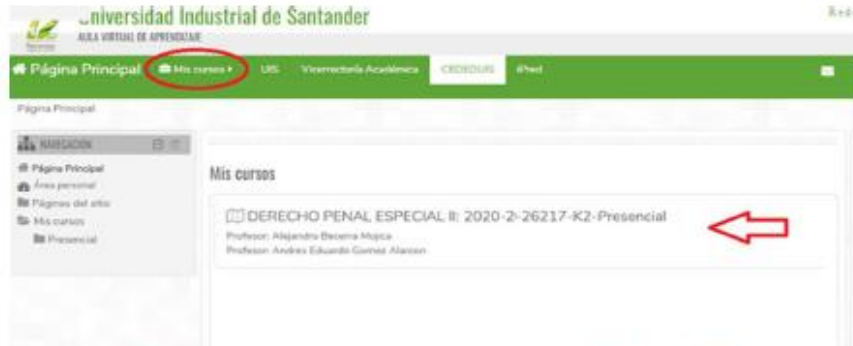 Universidad Industrial de Santander
AULA VIRTUAL DE APRENDIZAJE
Página Principal Mis cursos UIS Vicerrectoría Académica CEDEDUIS
Página Principal
NAVEGACIÓN
Página Principal
Área personal
Páginas del sitio
Mis cursos
Presencial
Mis cursos
DERECHO PENAL ESPECIAL II: 2020-2-26217-K2-Presencial
Profesor: Alejandro Becerra Mojica
Profesor: Andres Eduardo Gomez Alarcon